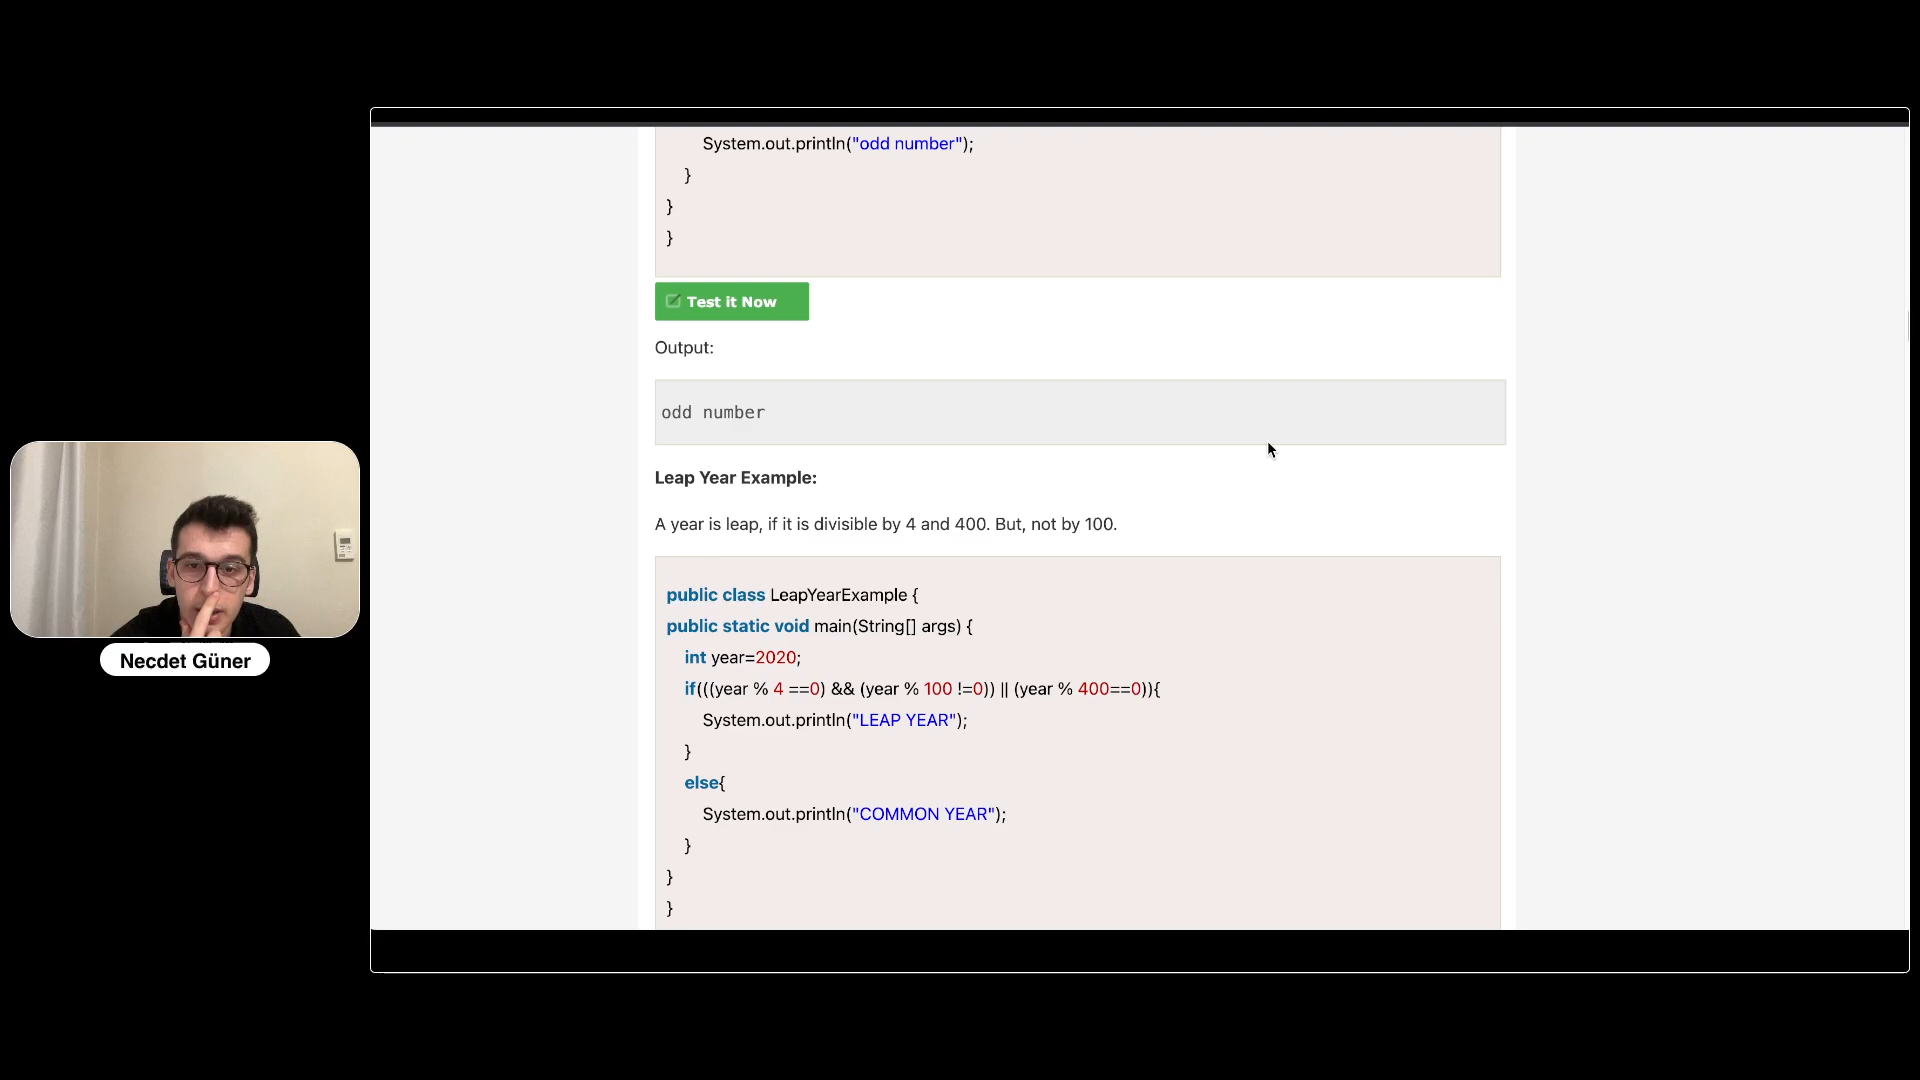 System.out.println("odd number");
}
}
}
Test it Now
Output:
odd number
Leap Year Example:
A year is leap, if it is divisible by 4 and 400. But, not by 100.
public class LeapYearExample {
public static void main(String[] args) {
int year=2020;
if(((year % 4 ==0) && (year % 100 !=0)) || (year % 400==0)){
System.out.println("LEAP YEAR");
}
else{
System.out.println("COMMON YEAR");
}
}
}
Necdet Güner